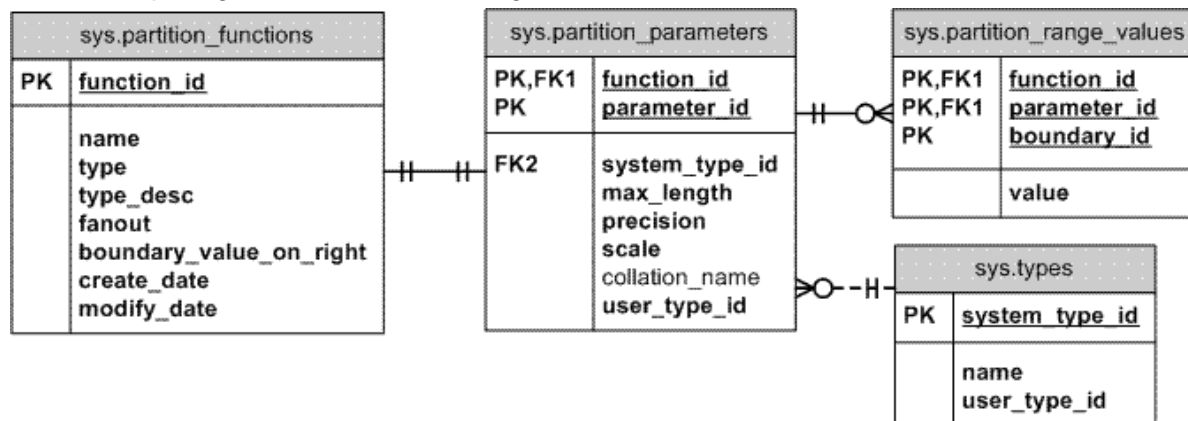 sys.partition_functions
PK function_id
name
type
type_desc
fanout
boundary_value_on_right
create_date
modify_date
sys.partition_parameters
PK,FK1 function_id
PK parameter_id
FK2 system_type_id
max_length
precision
scale
collation_name
user_type_id
sys.partition_range_values
PK,FK1 function_id
PK,FK1 parameter_id
PK boundary_id
value
sys.types
PK system_type_id
name
user_type_id